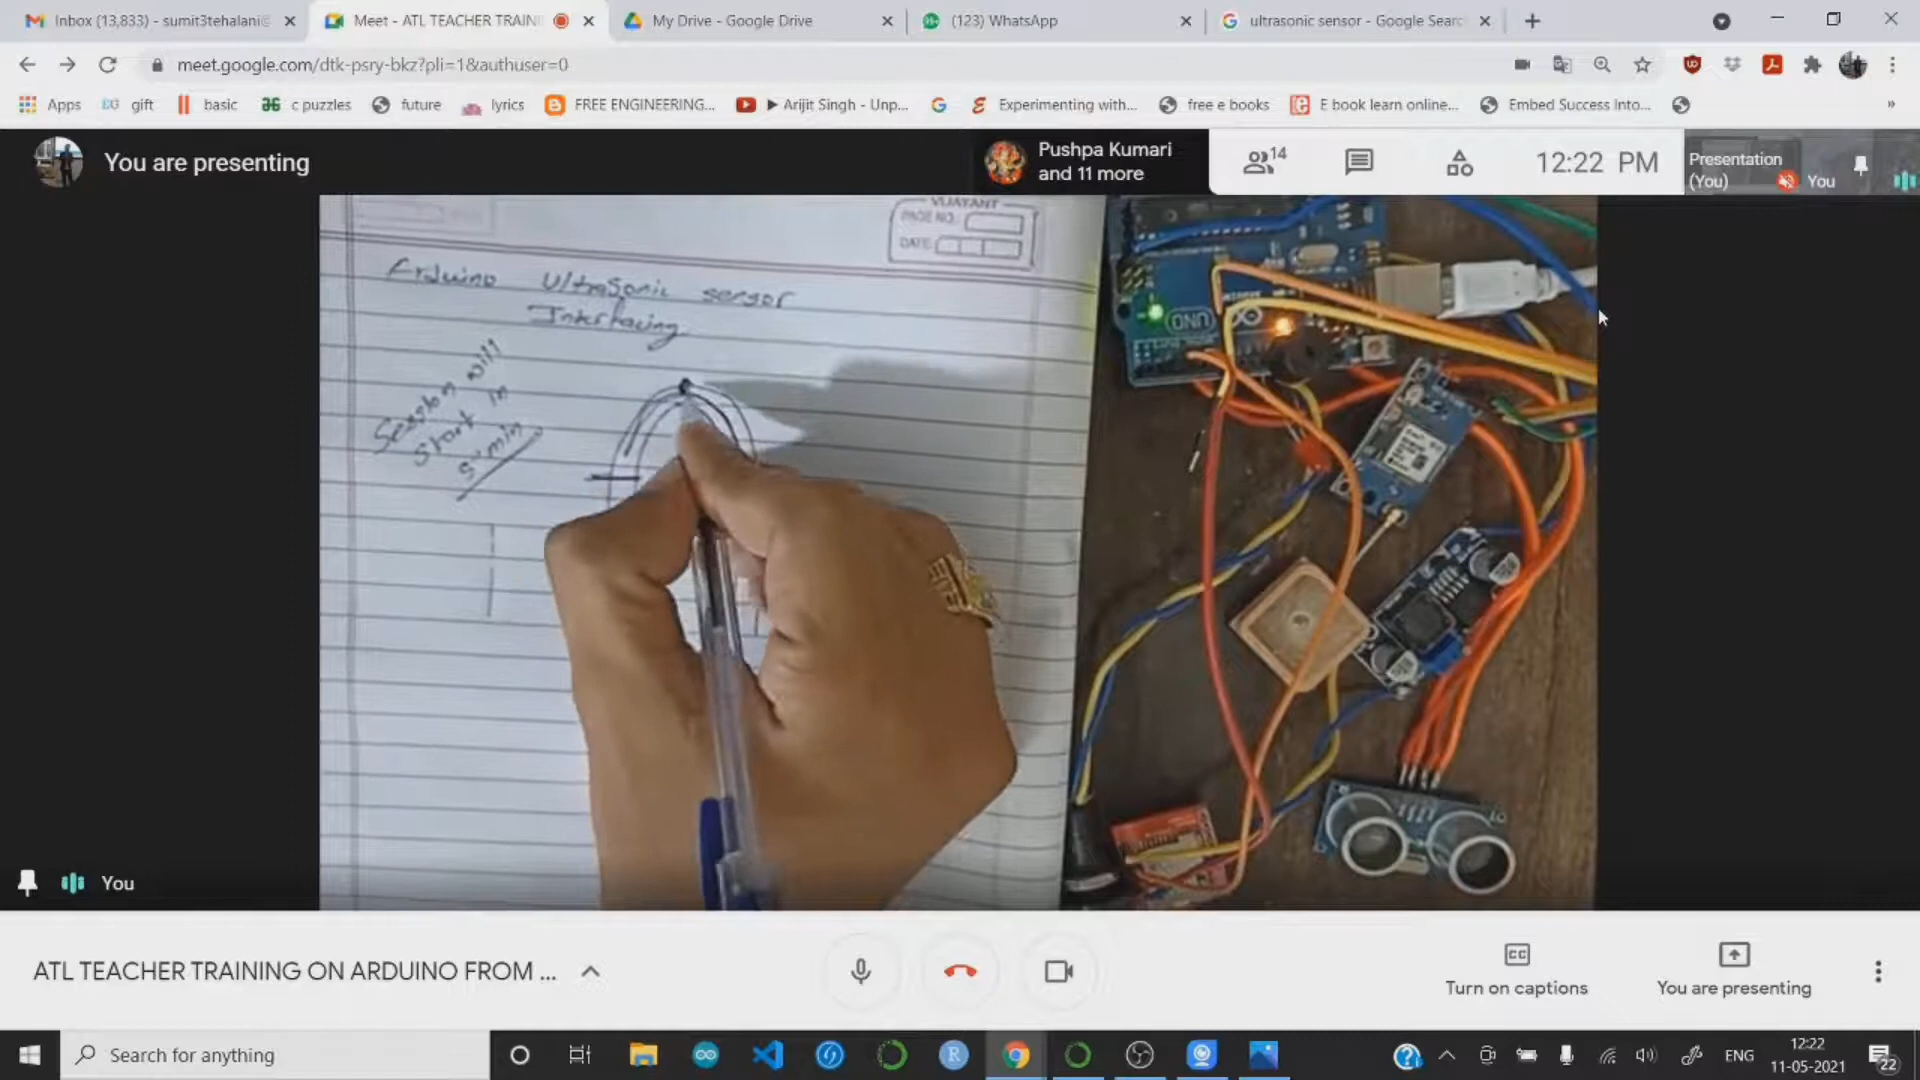 Inbox (13,833) - sumit3tehalani@
Meet - ATL TEACHER TRAIN
My Drive - Google Drive
(123) WhatsApp
ultrasonic sensor - Google Searc
meet.google.com/dtk-psry-bkz?pli=1&authuser=0
Apps
gift
basic
c puzzles
future
lyrics
FREE ENGINEERING...
► Arijit Singh - Unp...
Experimenting with...
free e books
E book learn online...
Embed Success Into...
»
You are presenting
Pushpa Kumari
and 11 more
14
12:22 PM
Presentation
(You)
You
VIJAYANT
PAGE NO.
DATE
Arduino UltraSonic sensor
Interfacing
Session will
start in
5 min
UNO
You
ATL TEACHER TRAINING ON ARDUINO FROM ...
Turn on captions
You are presenting
Search for anything
ENG
12:22
11-05-2021
22